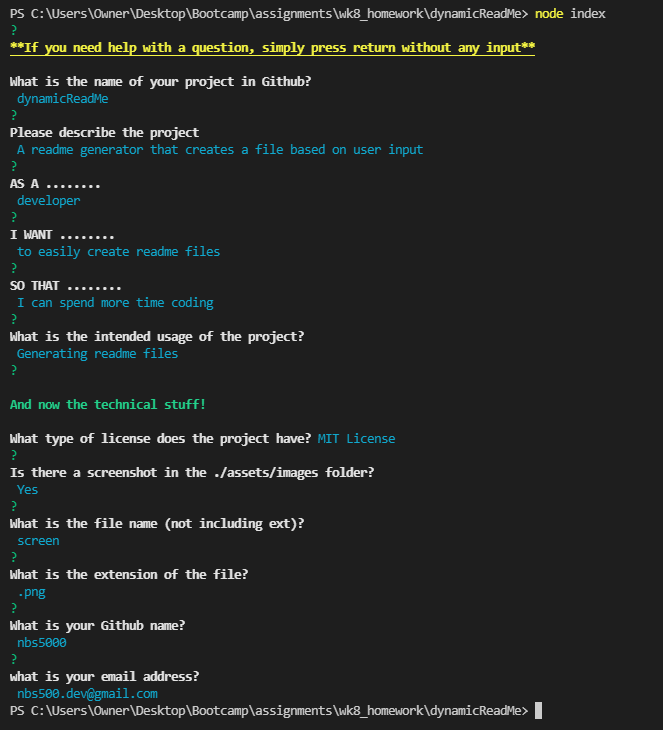 PS C:\Users\Owner\Desktop\Bootcamp\assignments\wk8_homework\dynamicReadMe> node index
?
**If you need help with a question, simply press return without any input**
What is the name of your project in Github?
dynamicReadMe
?
Please describe the project
A readme generator that creates a file based on user input
?
AS A ........
developer
?
I WANT ........
to easily create readme files
?
SO THAT ........
I can spend more time coding
?
What is the intended usage of the project?
Generating readme files
?
And now the technical stuff!
What type of license does the project have? MIT License
?
Is there a screenshot in the ./assets/images folder?
Yes
?
What is the file name (not including ext)?
screen
?
What is the extension of the file?
.png
?
What is your Github name?
nbs5000
?
what is your email address?
nbs500.dev@gmail.com
PS C:\Users\Owner\Desktop\Bootcamp\assignments\wk8_homework\dynamicReadMe>